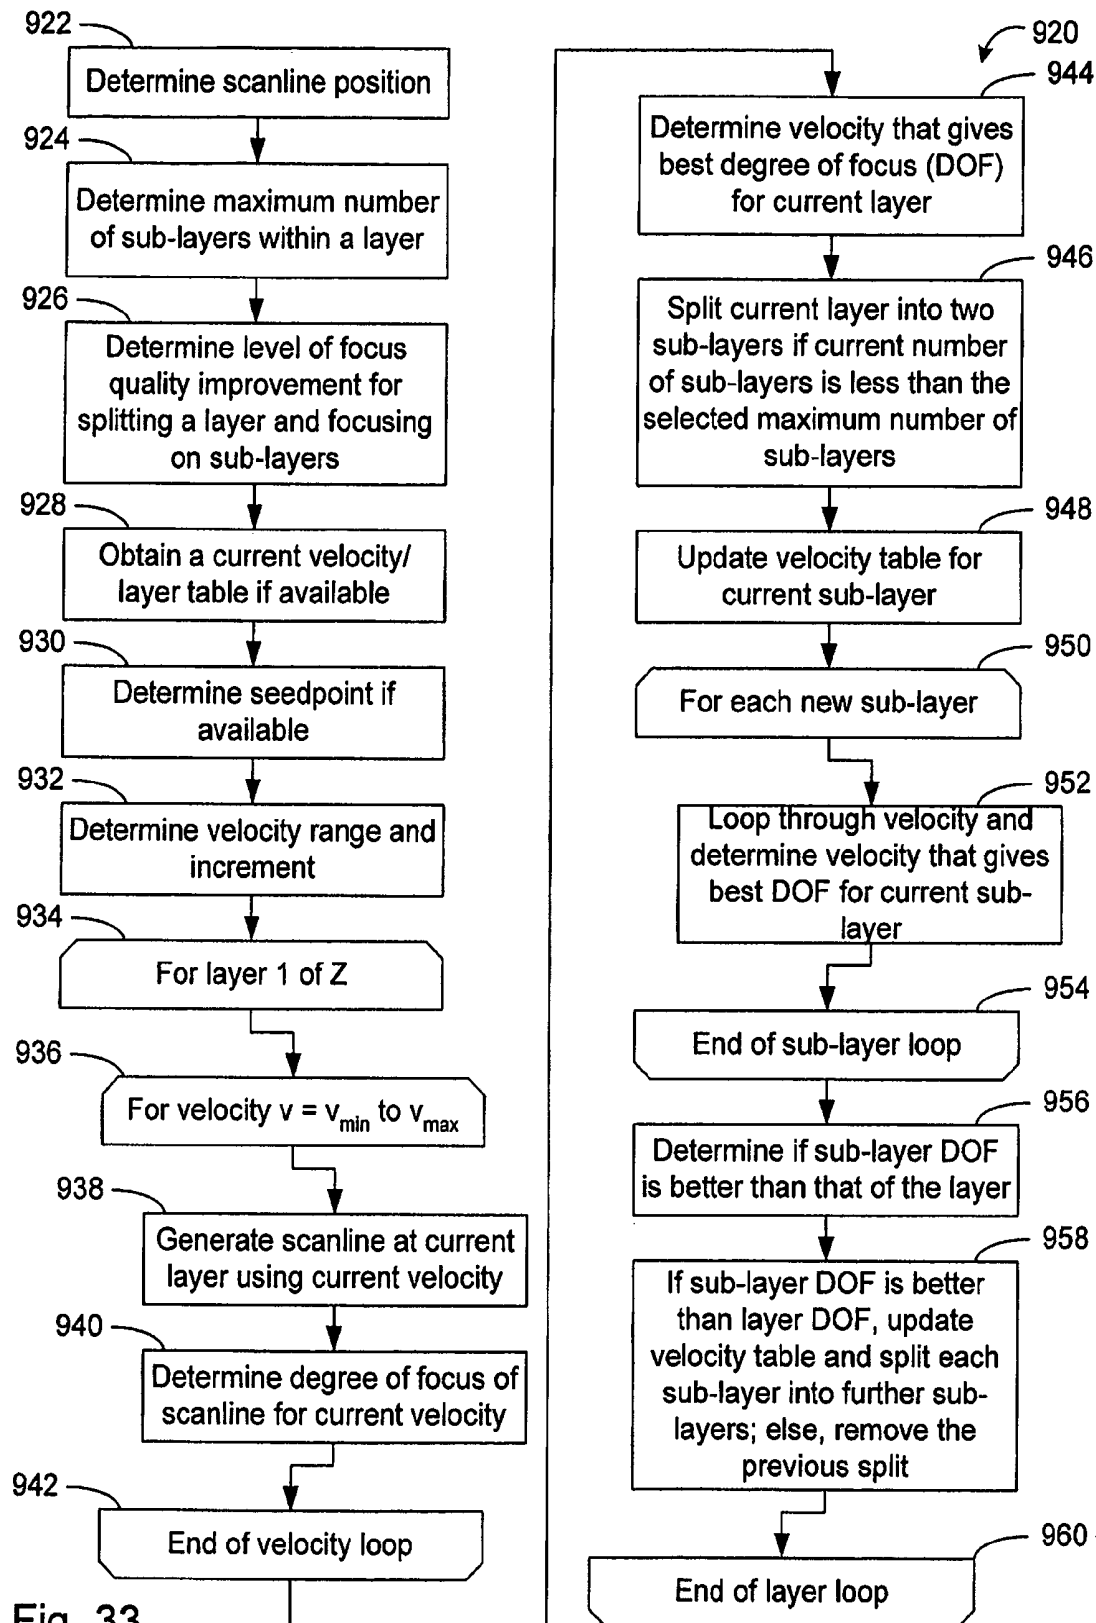 922
Determine scanline position
924
Determine maximum number
of sub-layers within a layer
926
Determine level of focus
quality improvement for
splitting a layer and focusing
on sub-layers
928
Obtain a current velocity/
layer table if available
930
Determine seedpoint if
available
932
Determine velocity range and
increment
934
For layer 1 of Z
936
For velocity v = vmin to vmax
938
Generate scanline at current
layer using current velocity
940
Determine degree of focus of
scanline for current velocity
942
End of velocity loop
Fig. 33
920
944
Determine velocity that gives
best degree of focus (DOF)
for current layer
946
Split current layer into two
sub-layers if current number
of sub-layers is less than the
selected maximum number of
sub-layers
948
Update velocity table for
current sub-layer
950
For each new sub-layer
952
Loop through velocity and
determine velocity that gives
best DOF for current sub-
layer
954
End of sub-layer loop
956
Determine if sub-layer DOF
is better than that of the layer
958
If sub-layer DOF is better
than layer DOF, update
velocity table and split each
sub-layer into further sub-
layers; else, remove the
previous split
960
End of layer loop